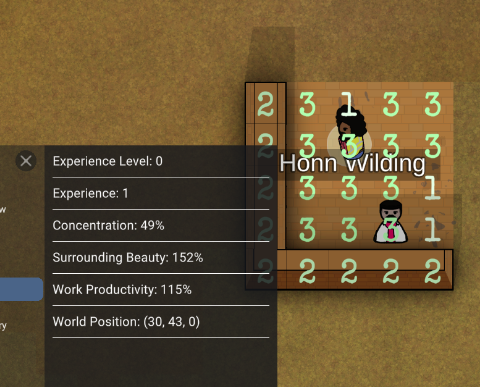 2 3 1 3 3
2 3 3 3 3
Honn Wilding
2 3 3 3 1
2 3 3 3 1
2 2 2 2 2
w
ry
Experience Level: 0
Experience: 1
Concentration: 49%
Surrounding Beauty: 152%
Work Productivity: 115%
World Position: (30, 43, 0)